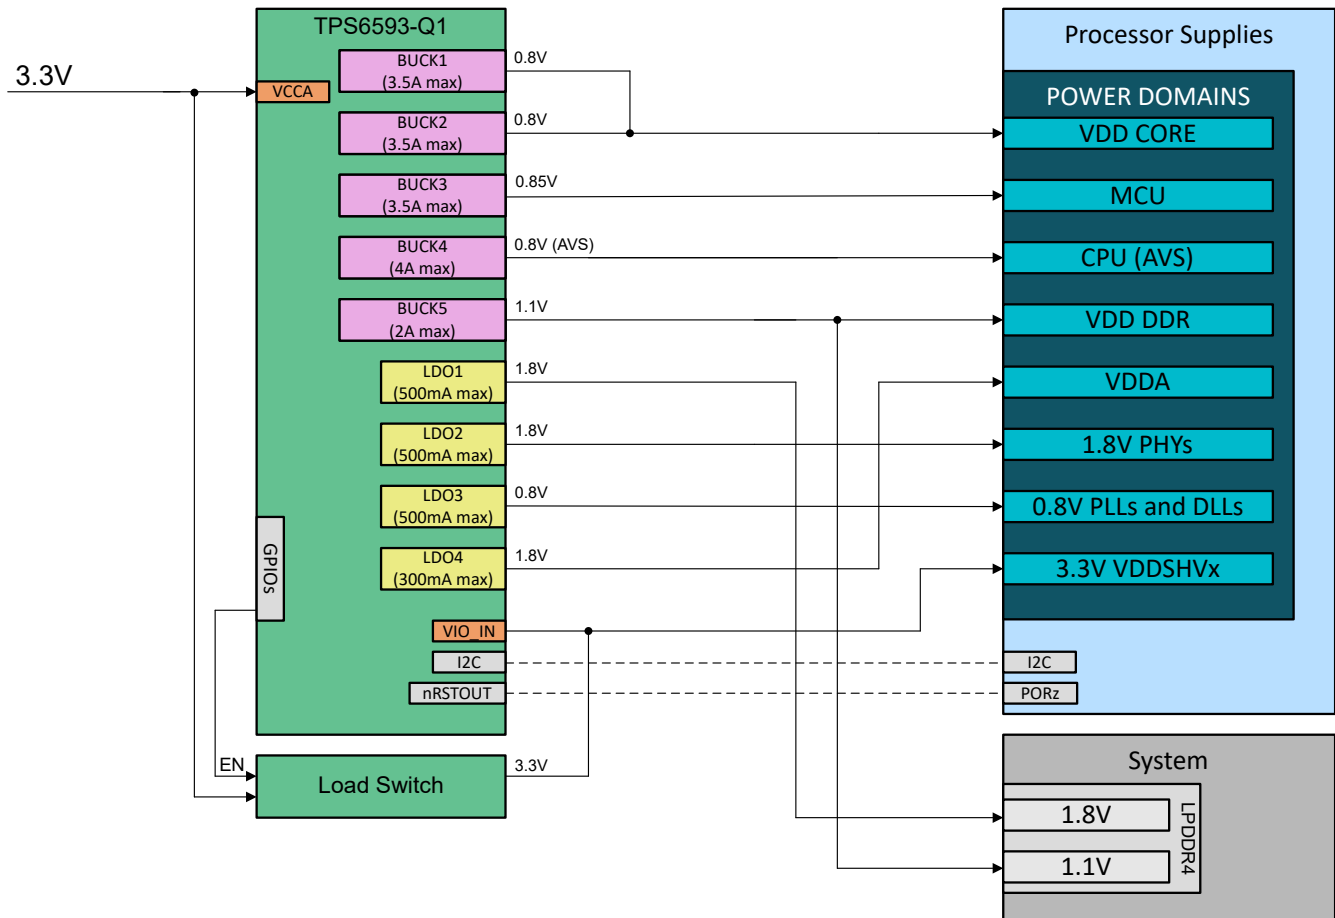 TPS6593-Q1
3.3V
VCCA
BUCK1
(3.5A max)
0.8V
BUCK2
(3.5A max)
0.8V
BUCK3
(3.5A max)
0.85V
BUCK4
(4A max)
0.8V (AVS)
BUCK5
(2A max)
1.1V
LDO1
(500mA max)
1.8V
LDO2
(500mA max)
1.8V
LDO3
(500mA max)
0.8V
LDO4
(300mA max)
1.8V
GPIOs
VIO_IN
I2C
nRSTOUT
EN
Load Switch
3.3V
Processor Supplies
POWER DOMAINS
VDD CORE
MCU
CPU (AVS)
VDD DDR
VDDA
1.8V PHYs
0.8V PLLs and DLLs
3.3V VDDSHVx
I2C
PORz
System
1.8V
1.1V
LPDDR4